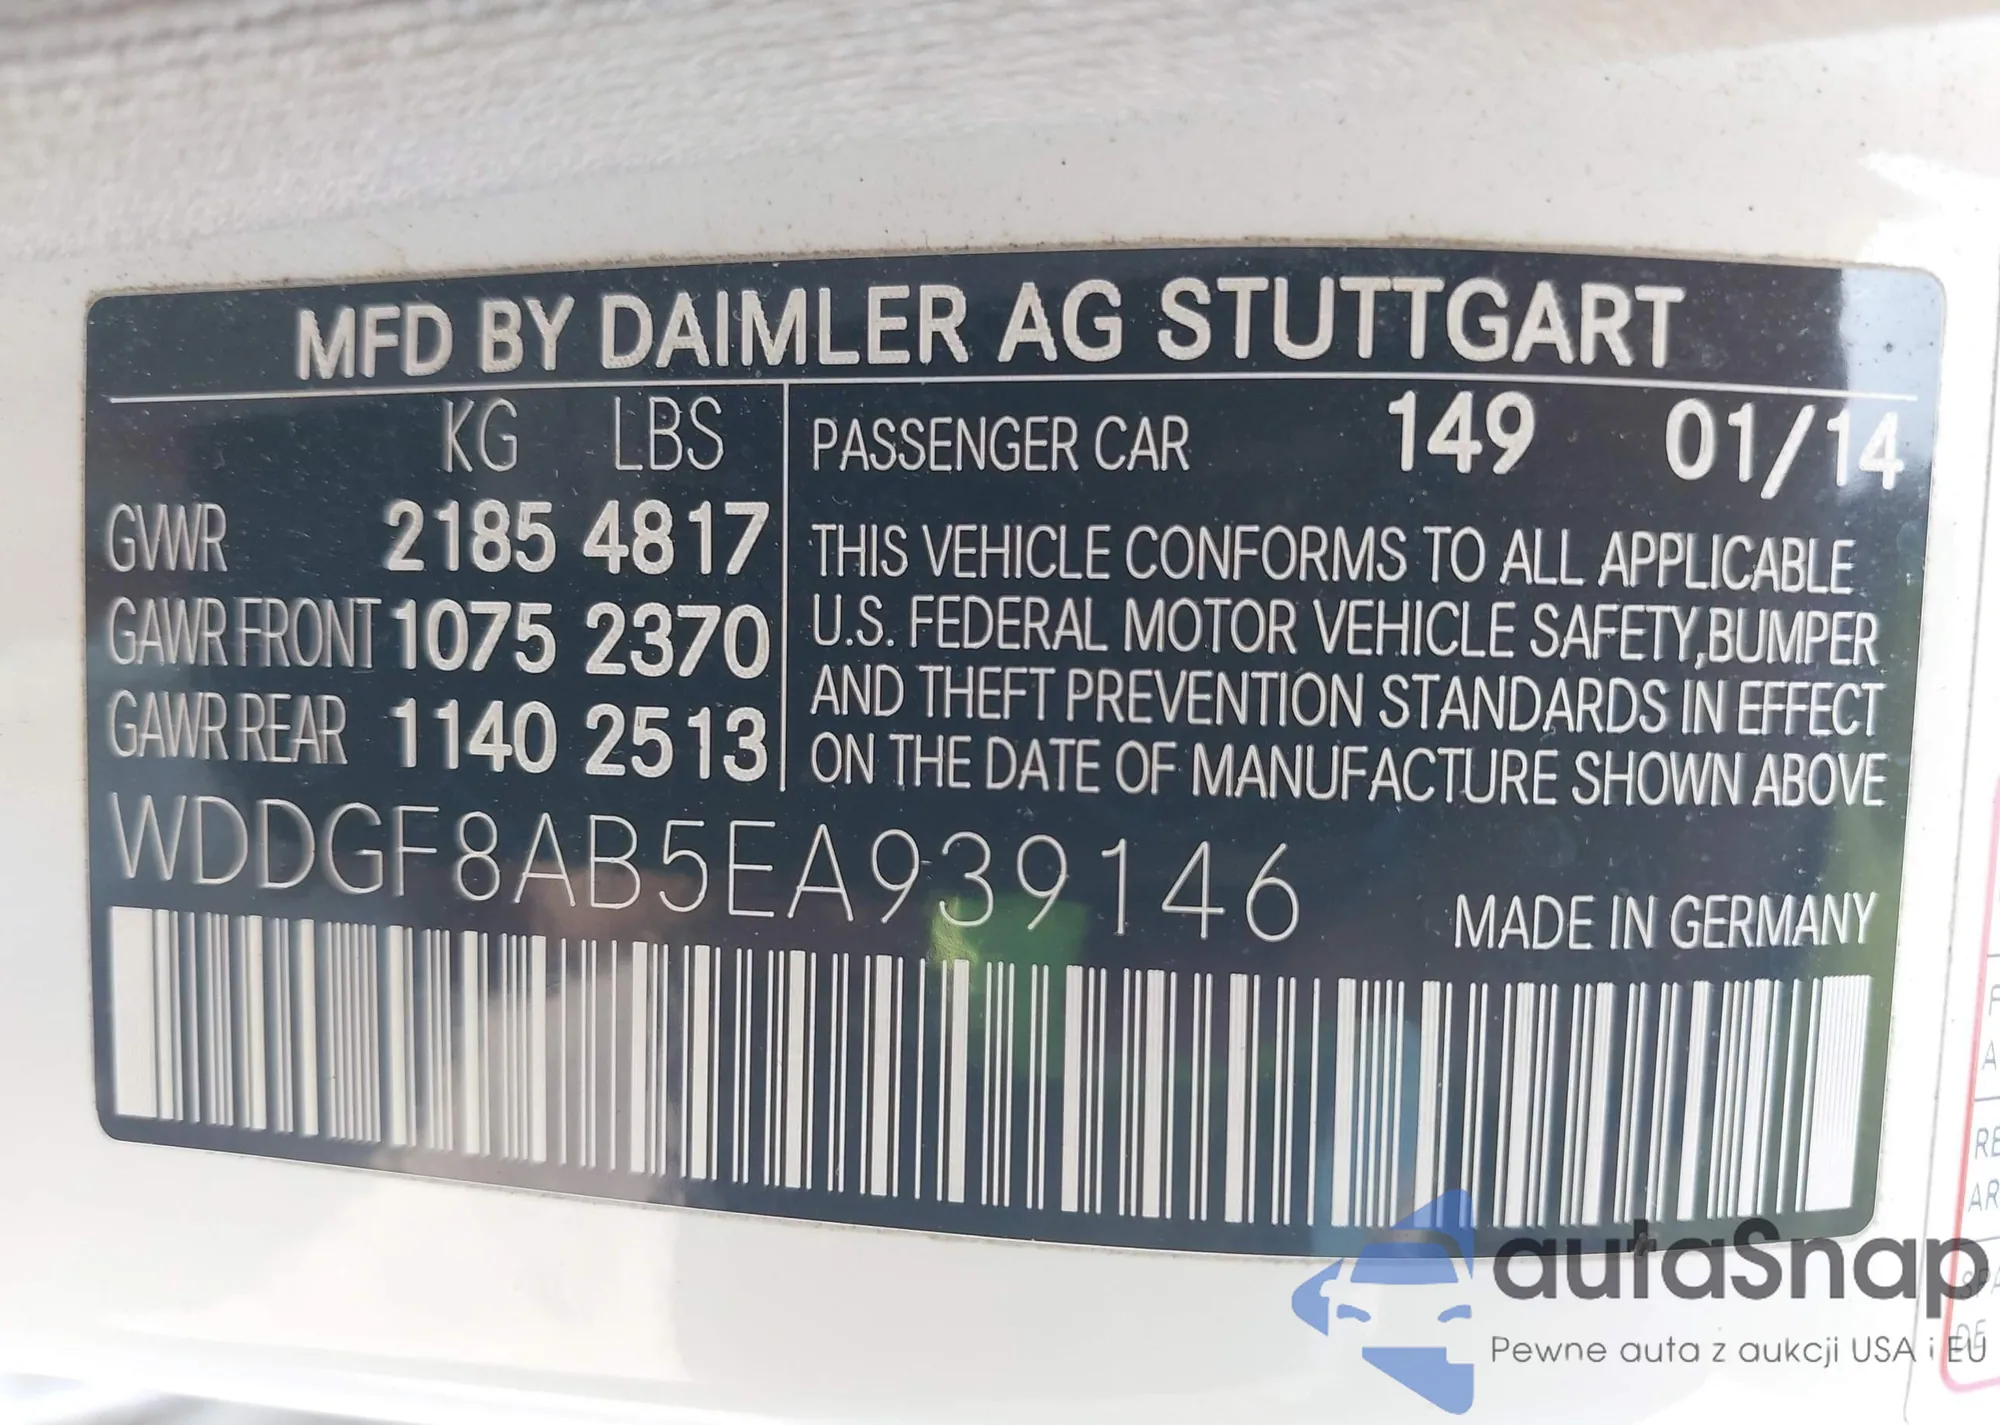 MFD BY DAIMLER AG STUTTGART
KG LBS
GVWR 2185 4817
GAWR FRONT 1075 2370
GAWR REAR 1140 2513
PASSENGER CAR 149 01/14
THIS VEHICLE CONFORMS TO ALL APPLICABLE
U.S. FEDERAL MOTOR VEHICLE SAFETY,BUMPER
AND THEFT PREVENTION STANDARDS IN EFFECT
ON THE DATE OF MANUFACTURE SHOWN ABOVE
WDDGF8AB5EA939146
MADE IN GERMANY
autaSnap
Pewne auta z aukcji USA i EU